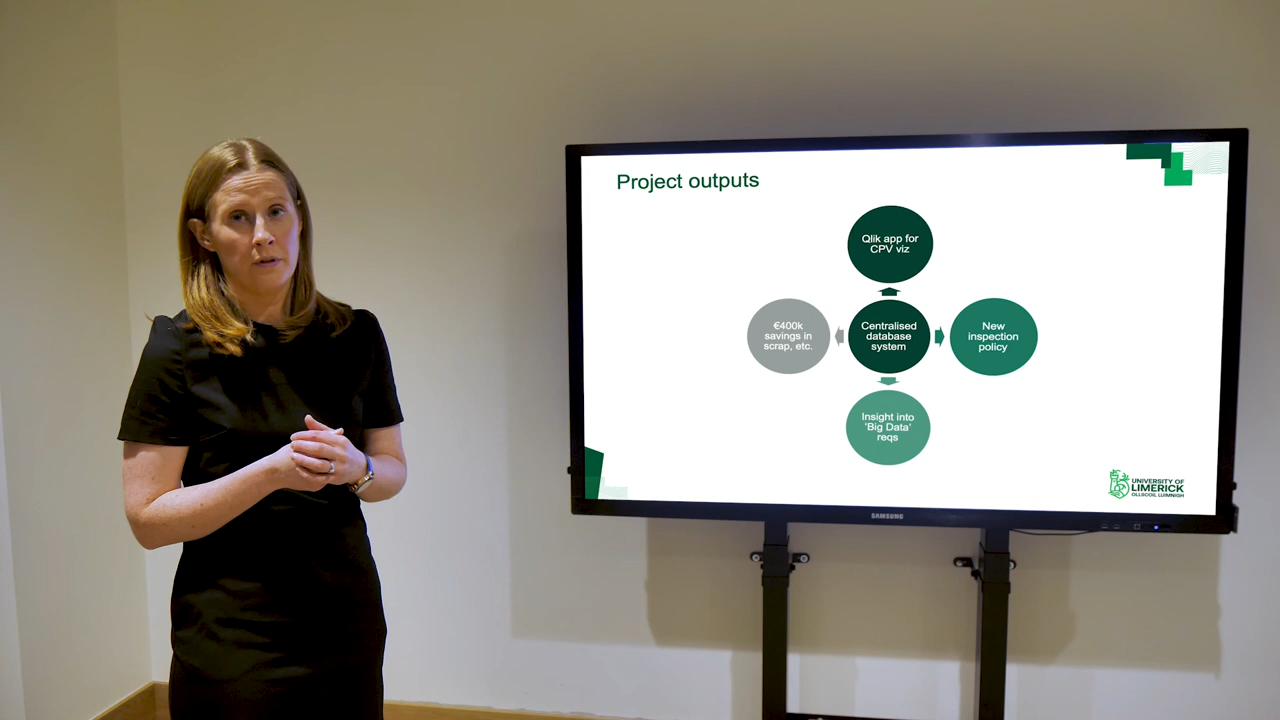 Project outputs
Qlik app for
CPV viz
€400k
savings in
scrap, etc.
Centralised
database
system
New
inspection
policy
Insight into
'Big Data'
reqs
UNIVERSITY OF
LIMERICK
OLLSCOIL LUIMNIGH
SAMSUNG